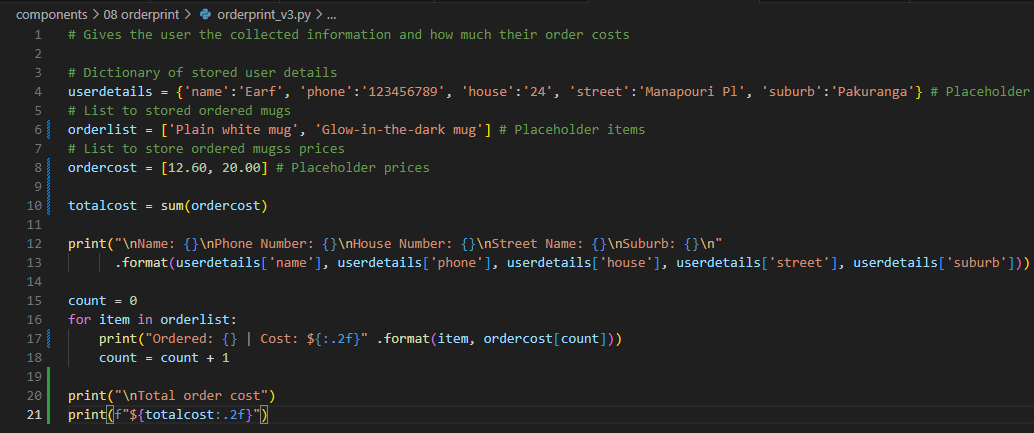 components > 08 orderprint > orderprint_v3.py > ...
1 # Gives the user the collected information and how much their order costs
2
3 # Dictionary of stored user details
4 userdetails = {'name':'Earf', 'phone':'123456789', 'house':'24', 'street':'Manapouri Pl', 'suburb':'Pakuranga'} # Placeholder
5 # List to stored ordered mugs
6 orderlist = ['Plain white mug', 'Glow-in-the-dark mug'] # Placeholder items
7 # List to store ordered mugss prices
8 ordercost = [12.60, 20.00] # Placeholder prices
9
10 totalcost = sum(ordercost)
11
12 print("\nName: {}\nPhone Number: {}\nHouse Number: {}\nStreet Name: {}\nSuburb: {}\n"
13 .format(userdetails['name'], userdetails['phone'], userdetails['house'], userdetails['street'], userdetails['suburb']))
14
15 count = 0
16 for item in orderlist:
17 print("Ordered: {} | Cost: ${:.2f}" .format(item, ordercost[count]))
18 count = count + 1
19
20 print("\nTotal order cost")
21 print(f"${totalcost:.2f}")